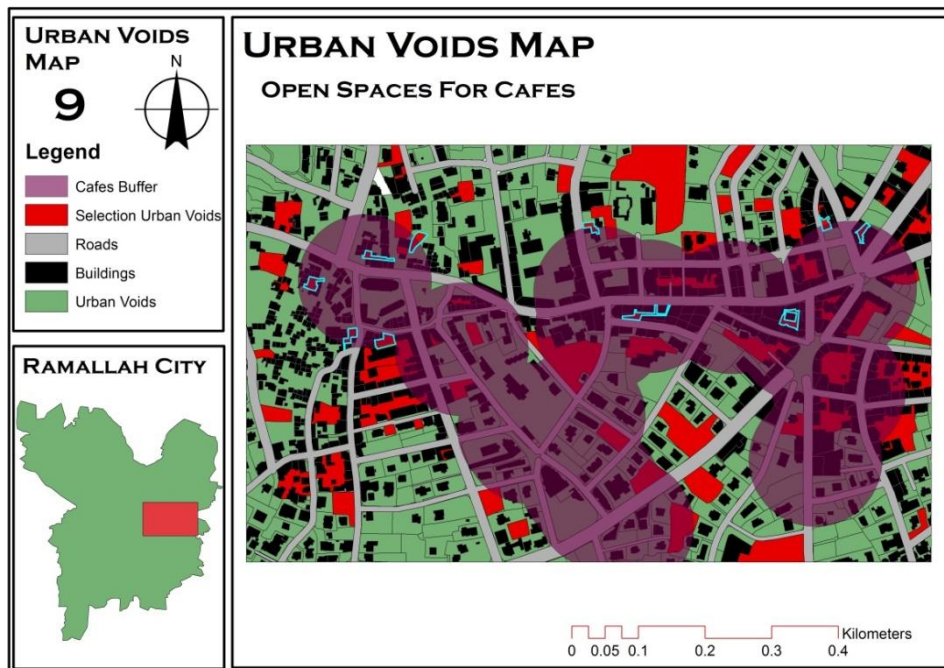 URBAN VOIDS
MAP
9
N
Legend
Cafes Buffer
Selection Urban Voids
Roads
Buildings
Urban Voids
RAMALLAH CITY
URBAN VOIDS MAP
OPEN SPACES FOR CAFES
Kilometers
0 0.05 0.1 0.2 0.3 0.4